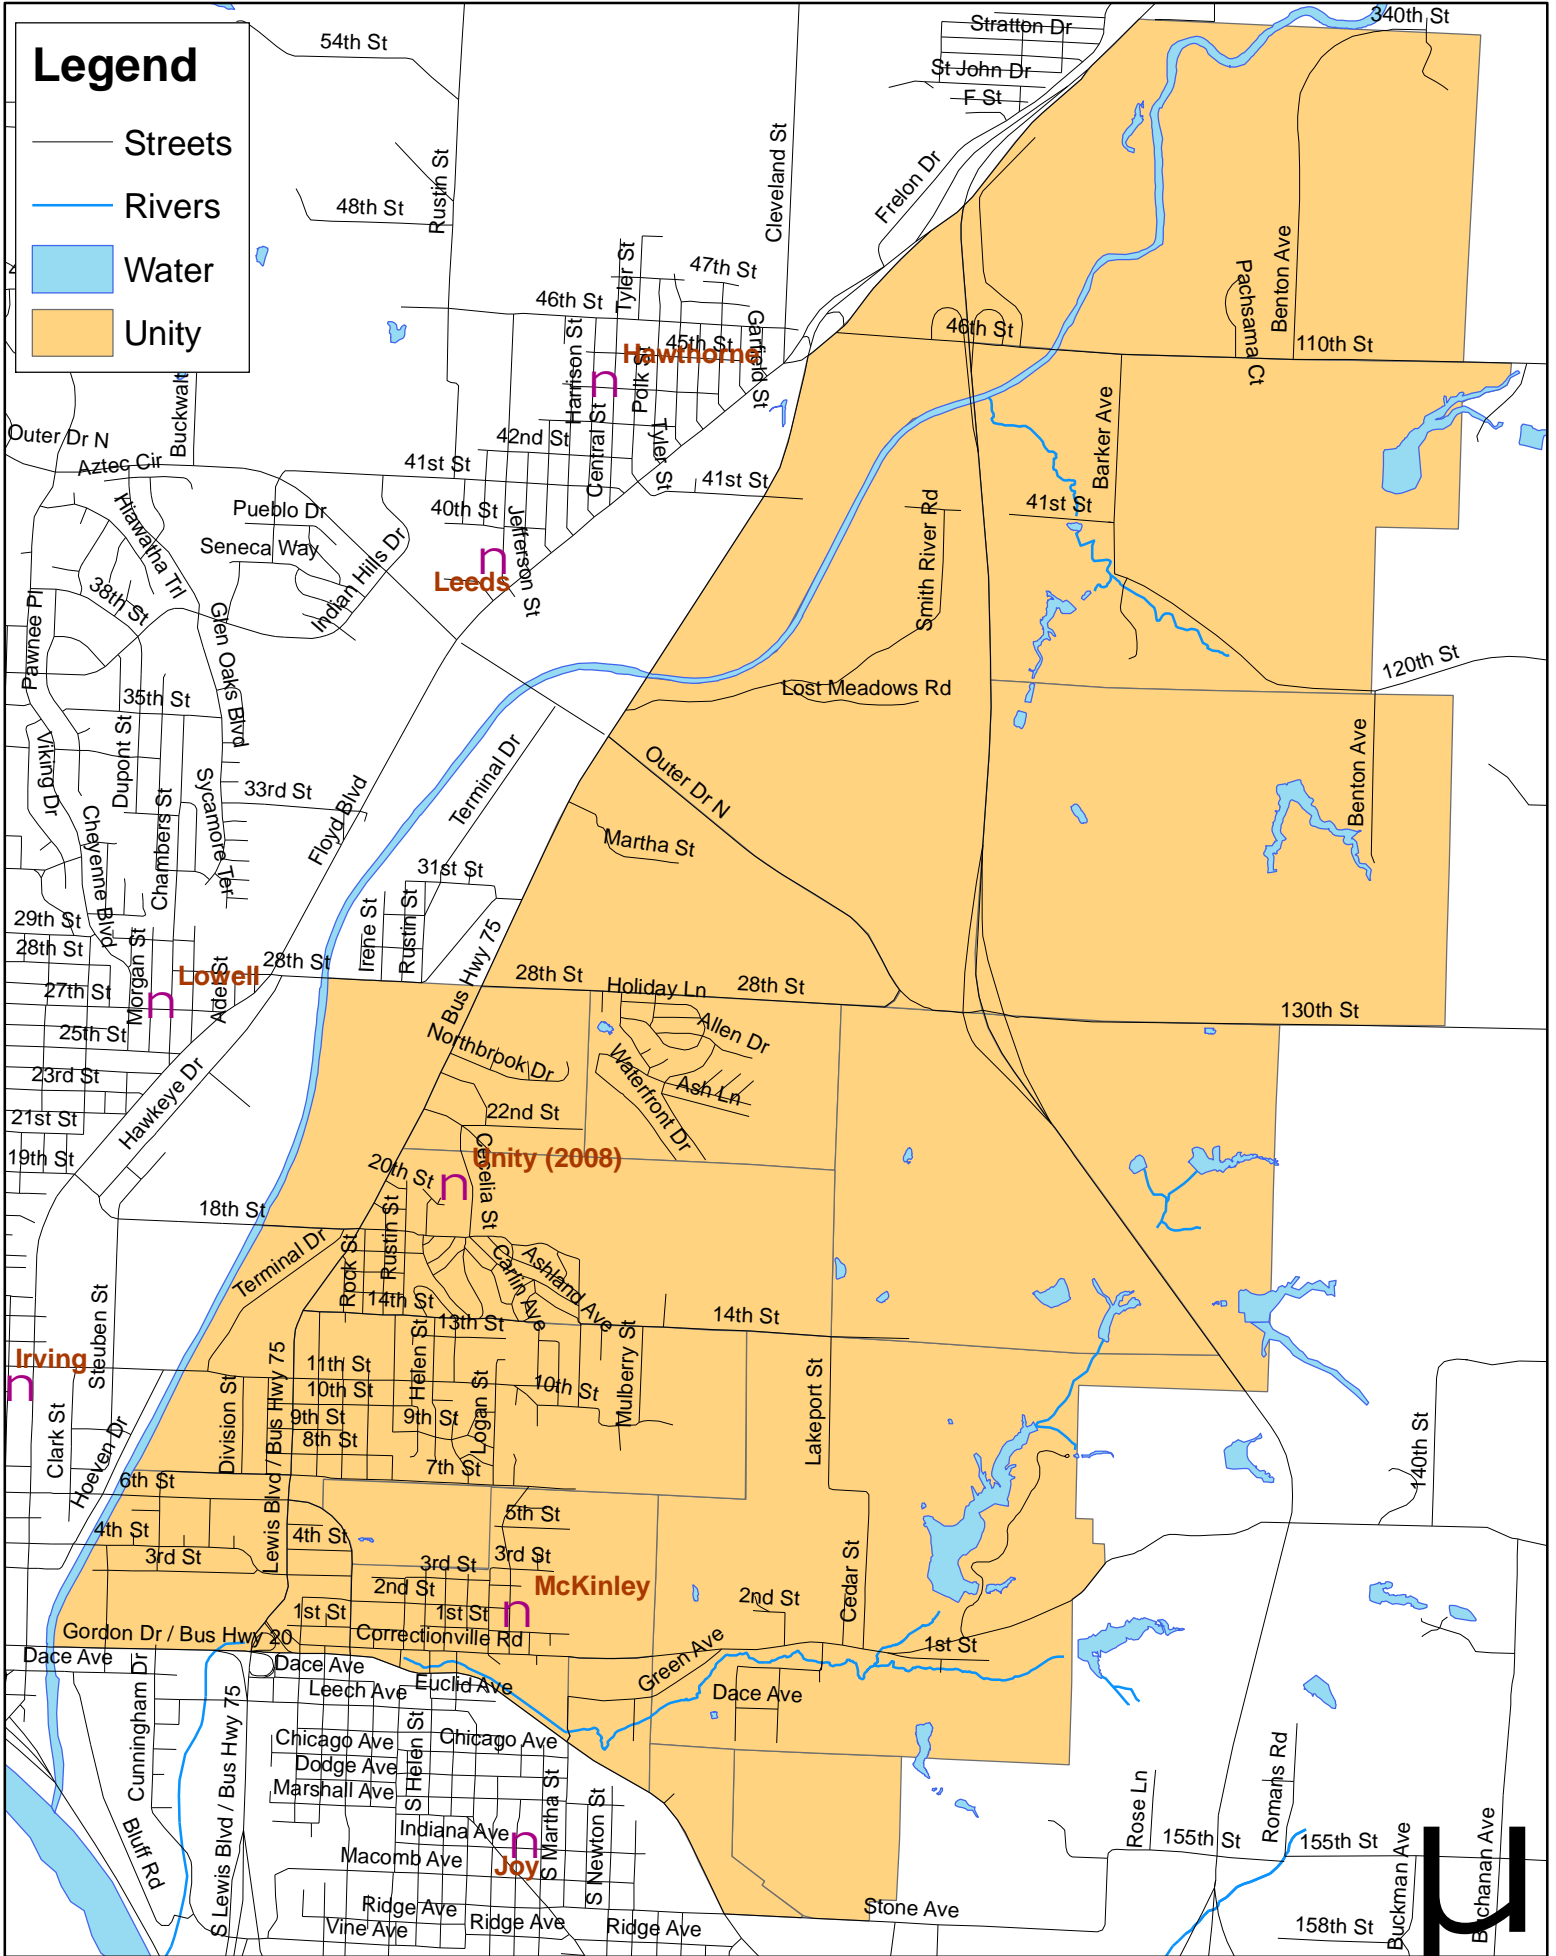 Legend
Streets
Rivers
Water
Unity
54th St
48th St
Rustin St
Cleveland St
Stratton Dr
St John Dr
F St
Frelon Dr
340th St
Tyler St
47th St
46th St
Harrison St
45th St
Garfield St
Hawthorne
n
Polk St
Central St
Tyler St
46th St
Pachsama Ct
Benton Ave
110th St
Buckwalt
Outer Dr N
Aztec Cir
42nd St
41st St
41st St
40th St
Jefferson St
Barker Ave
41st St
Smith River Rd
Hiawatha Trl
Pueblo Dr
Seneca Way
Indian Hills Dr
n
Leeds
38th St
Pawnee Pl
Glen Oaks Blvd
35th St
Dupont St
Viking Dr
Lost Meadows Rd
120th St
Benton Ave
Outer Dr N
Terminal Dr
33rd St
Sycamore Ter
Floyd Blvd
Chambers St
Cheyenne Blvd
Martha St
31st St
Irene St
Rustin St
29th St
28th St
28th St
Morgan St
Lowell
n
27th St
Ade St
25th St
N Bus Hwy 75
28th St
Holiday Ln
28th St
130th St
Allen Dr
Northbrook Dr
Waterfront Dr
Ash Ln
23rd St
Hawkeye Dr
21st St
19th St
22nd St
Cecelia St
Unity (2008)
n
20th St
18th St
Terminal Dr
Rock St
Rustin St
Carlin Ave
Ashland Ave
14th St
13th St
14th St
Steuben St
Irving
n
Clark St
Hoeven Dr
Division St
Lewis Blvd / Bus Hwy 75
11th St
10th St
9th St
8th St
Helen St
9th St
Logan St
7th St
10th St
Mulberry St
Lakeport St
140th St
6th St
4th St
3rd St
4th St
5th St
3rd St
3rd St
McKinley
n
2nd St
1st St
1st St
2nd St
Cedar St
Gordon Dr / Bus Hwy 20
Correctionville Rd
Dace Ave
Dace Ave
Cunningham Dr
Leech Ave
Euclid Ave
Green Ave
1st St
Dace Ave
S Lewis Blvd / Bus Hwy 75
Chicago Ave
Chicago Ave
Dodge Ave
Marshall Ave
S Helen St
Indiana Ave
n
Joy
Macomb Ave
S Martha St
S Newton St
Bluff Rd
Ridge Ave
Vine Ave
Ridge Ave
Ridge Ave
Stone Ave
Rose Ln
155th St
Romans Rd
155th St
Buckman Ave
Buchanan Ave
158th St
µ